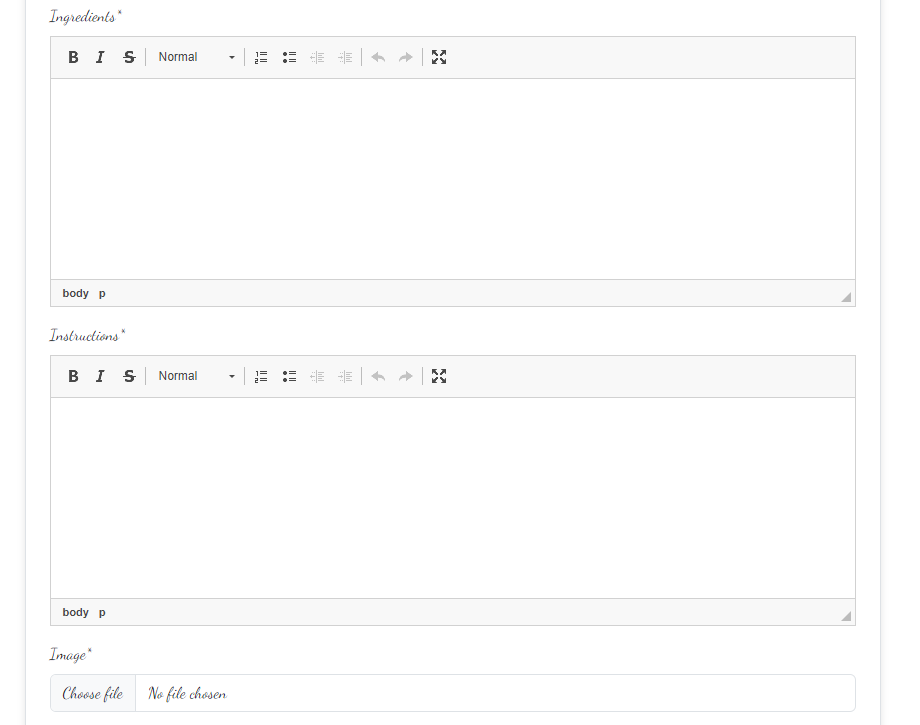 Ingredients*
B I S Normal
body p
Instructions*
B I S Normal
body p
Image*
Choose file No file chosen